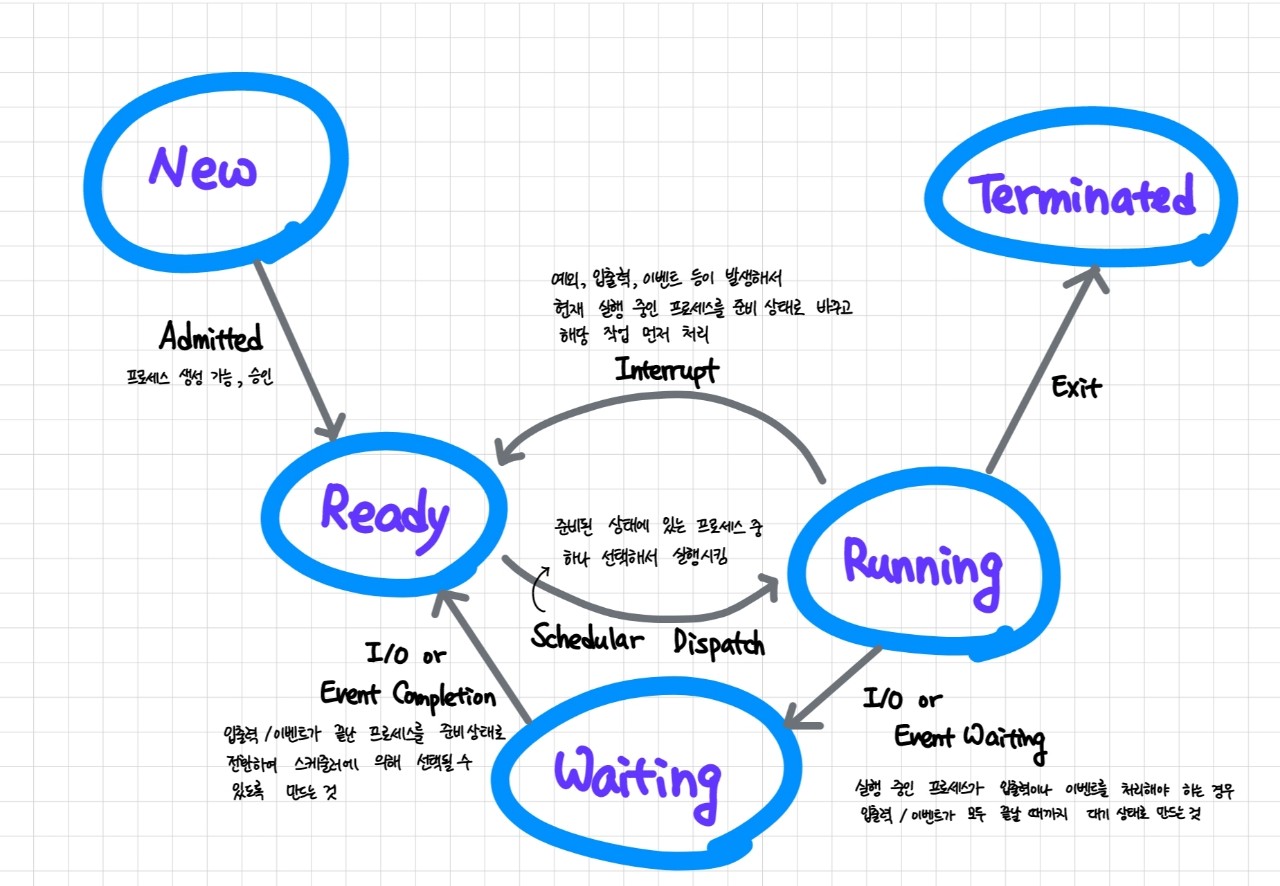 New
Terminated
예외, 입출력, 이벤트 등이 발생해서
현재 실행 중인 프로세스를 준비 상태로 바꾸고
해당 작업 먼저 처리
Interrupt
Admitted
프로세스 생성 가능, 승인
Exit
Ready
준비된 상태에 있는 프로세스 중
하나 선택해서 실행시킴
Running
Schedular Dispatch
I/O or
Event Completion
입출력 / 이벤트가 끝난 프로세스를 준비상태로
전환하여 스케줄러에 의해 선택될 수
있도록 만드는 것
Waiting
I/O or
Event Waiting
실행 중인 프로세스가 입출력이나 이벤트를 처리해야 하는 경우
입출력 / 이벤트가 모두 끝날 때까지 대기 상태로 만드는 것